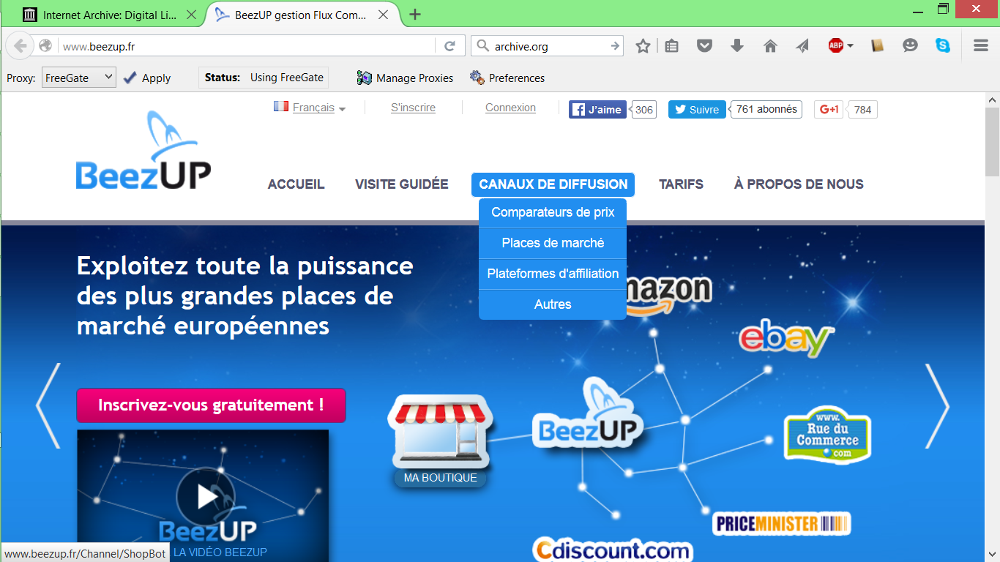 Internet Archive: Digital Li...
BeezUP gestion Flux Com...
www.beezup.fr
archive.org
ABP
Proxy:
FreeGate
Apply
Status: Using FreeGate
Manage Proxies
Preferences
Français
S'inscrire
Connexion
J'aime
306
Suivre
761 abonnés
G+1
784
BeezUP
ACCUEIL
VISITE GUIDÉE
CANAUX DE DIFFUSION
TARIFS
À PROPOS DE NOUS
Comparateurs de prix
Places de marché
Plateformes d'affiliation
Autres
Exploitez toute la puissance
des plus grandes places de
marché européennes
Inscrivez-vous gratuitement !
mazon
ebay
BeezUP
MA BOUTIQUE
www.
Rue du
Commerce
.com
PRICEMINISTER
Cdiscount.com
BeezUP
LA VIDÉO BEEZUP
www.beezup.fr/Channel/ShopBot